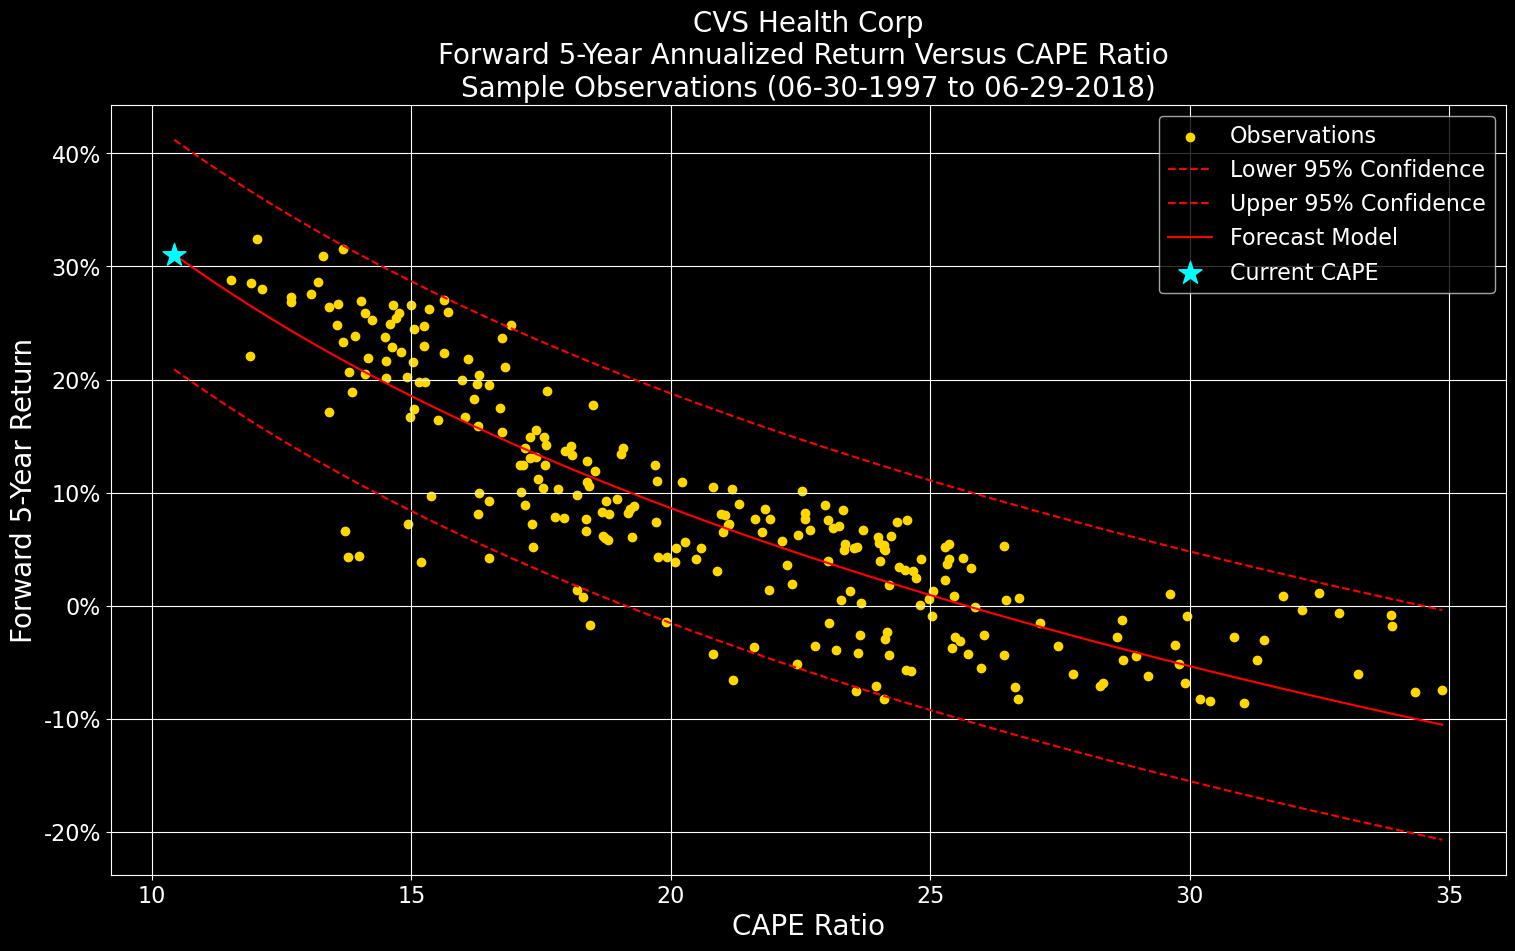 CVS Health Corp
Forward 5-Year Annualized Return Versus CAPE Ratio
Sample Observations (06-30-1997 to 06-29-2018)
Observations
Lower 95% Confidence
Upper 95% Confidence
Forecast Model
Current CAPE
Forward 5-Year Return
40%
30%
20%
10%
0%
-10%
-20%
10 15 20 25 30 35
CAPE Ratio